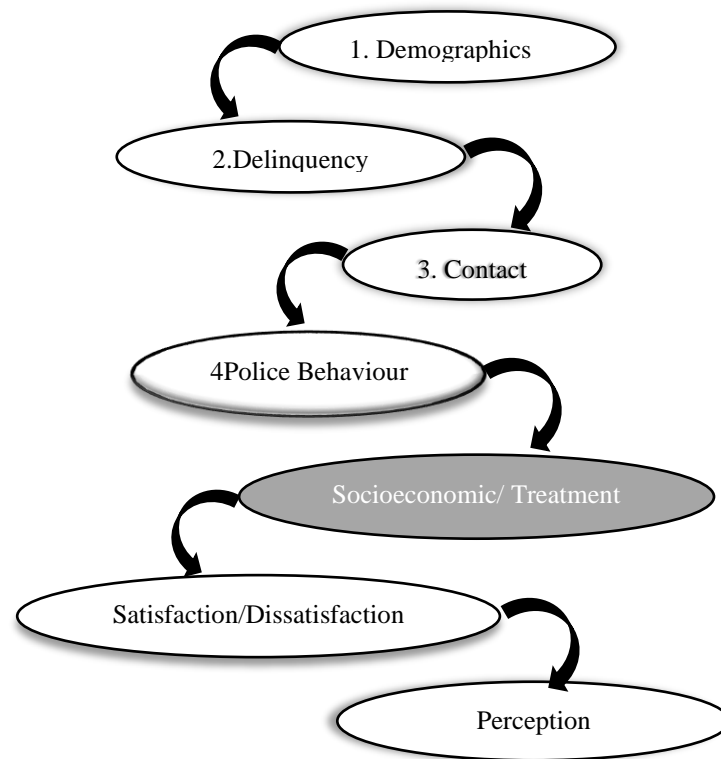 1. Demographics
2.Delinquency
3. Contact
4Police Behaviour
Socioeconomic/ Treatment
Satisfaction/Dissatisfaction
Perception